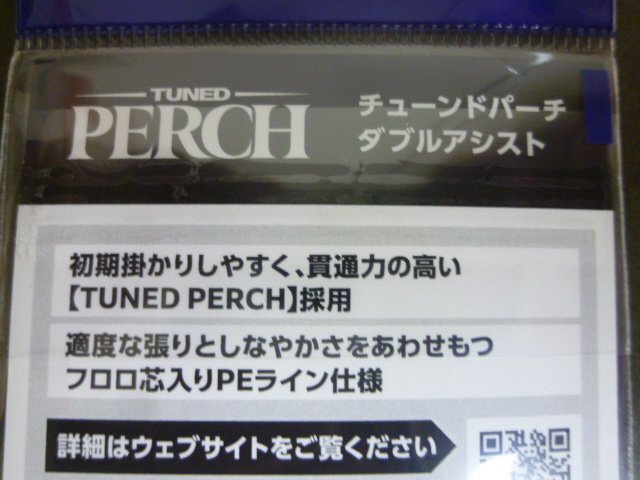 TUNED
PERCH
チューンドパーチ
ダブルアシスト
初期掛かりしやすく、貫通力の高い
【TUNED PERCH】採用
適度な張りとしなやかさをあわせもつ
フロロ芯入りPEライン仕様
詳細はウェブサイトをご覧ください